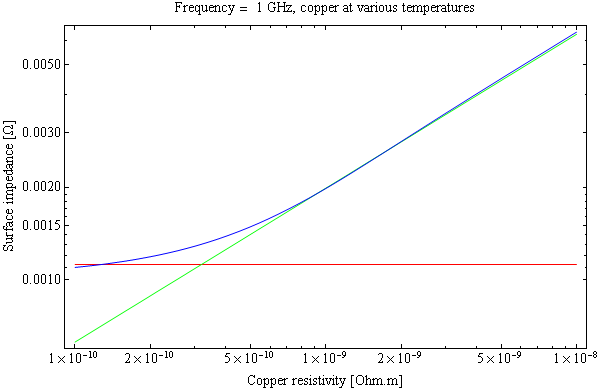 Frequency = 1 GHz, copper at various temperatures
Surface impedance [Ω]
0.0050
0.0030
0.0020
0.0015
0.0010
1×10⁻¹⁰ 2×10⁻¹⁰ 5×10⁻¹⁰ 1×10⁻⁹ 2×10⁻⁹ 5×10⁻⁹ 1×10⁻⁸
Copper resistivity [Ohm.m]